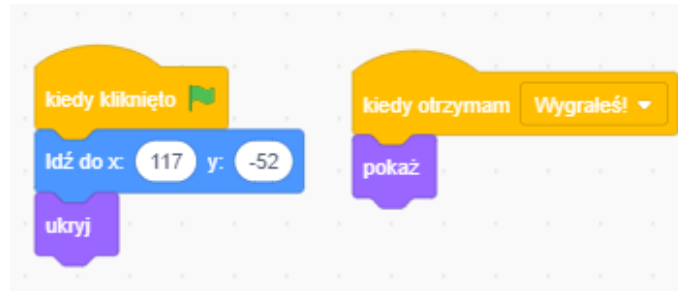 kiedy kliknięto
Idź do x: 117 y: -52
ukryj
kiedy otrzymam Wygrałeś!
pokaż